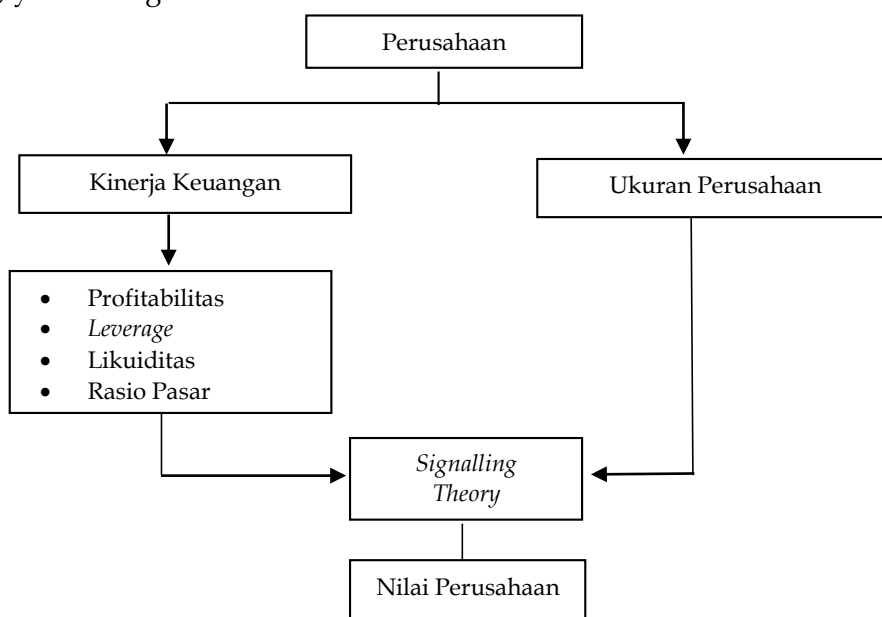 Perusahaan
Kinerja Keuangan
Ukuran Perusahaan
• Profitabilitas
• Leverage
• Likuiditas
• Rasio Pasar
Signalling
Theory
Nilai Perusahaan